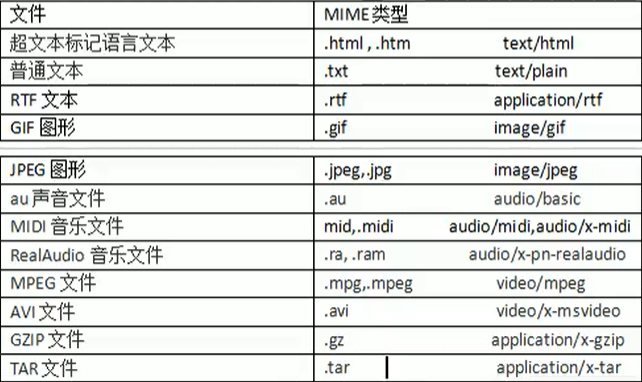 文件 MIME类型
超文本标记语言文本 .html , .htm text/html
普通文本 .txt text/plain
RTF 文本 .rtf application/rtf
GIF 图形 .gif image/gif
JPEG 图形 .jpeg,.jpg image/jpeg
au 声音文件 .au audio/basic
MIDI 音乐文件 mid,.midi audio/midi,audio/x-midi
RealAudio 音乐文件 .ra, .ram audio/x-pn-realaudio
MPEG 文件 .mpg,.mpeg video/mpeg
AVI 文件 .avi video/x-msvideo
GZIP 文件 .gz application/x-gzip
TAR 文件 .tar application/x-tar